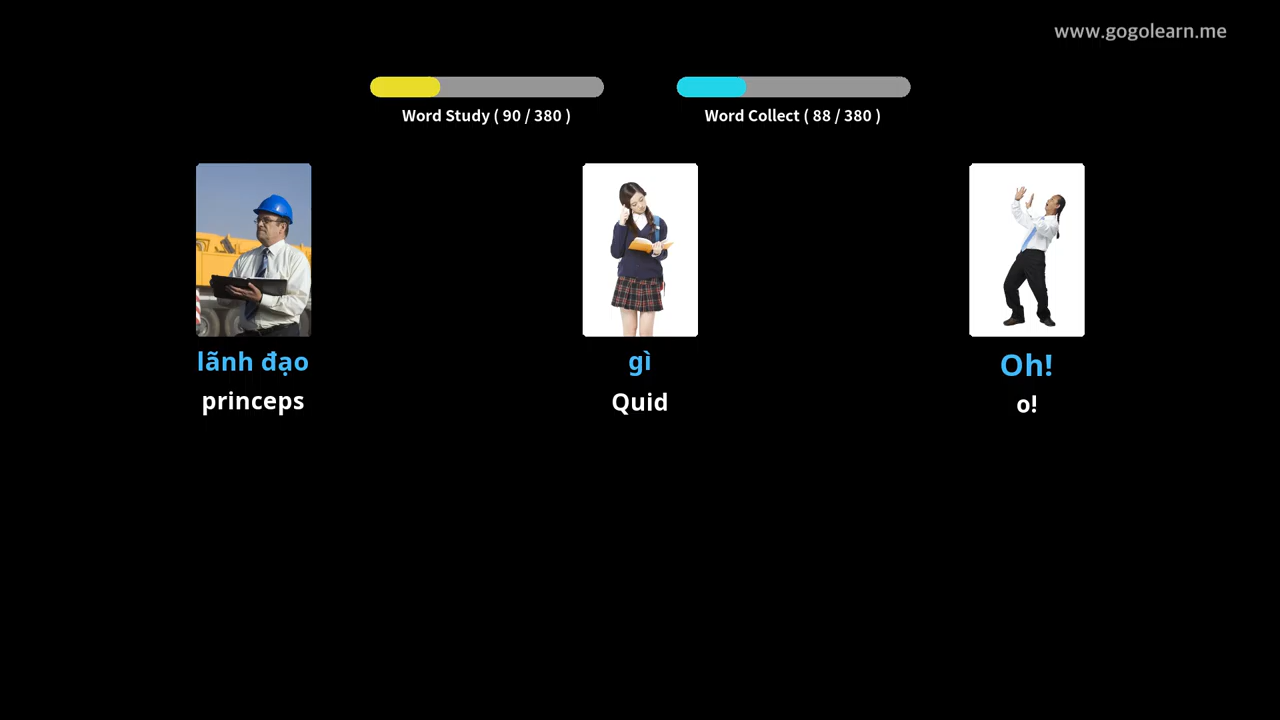 www.gogolearn.me
Word Study ( 90 / 380 )
Word Collect ( 88 / 380 )
lãnh đạo
princeps
gì
Quid
Oh!
o!